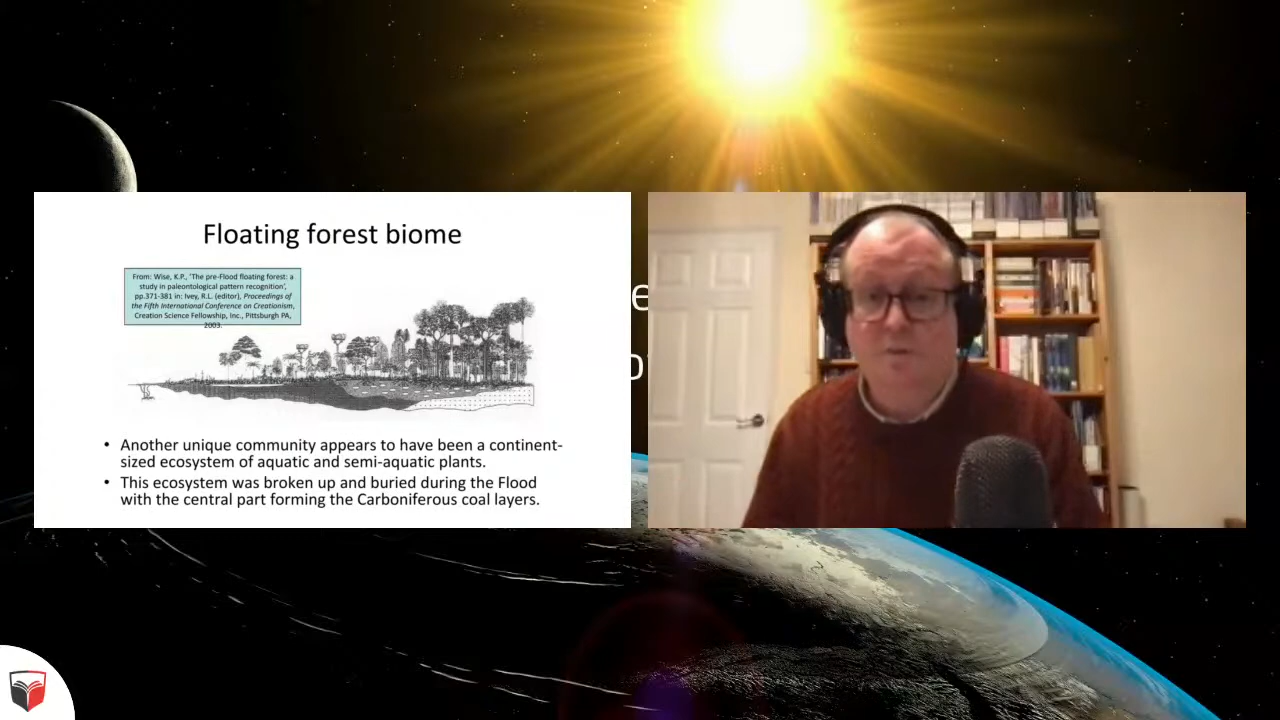 Floating forest biome
From: Wise, K.P., 'The pre-Flood floating forest: a
study in paleontological pattern recognition',
pp.371-381 in: Ivey, R.L. (editor), Proceedings of
the Fifth International Conference on Creationism,
Creation Science Fellowship, Inc., Pittsburgh PA,
2003.
• Another unique community appears to have been a continent-
sized ecosystem of aquatic and semi-aquatic plants.
• This ecosystem was broken up and buried during the Flood
with the central part forming the Carboniferous coal layers.